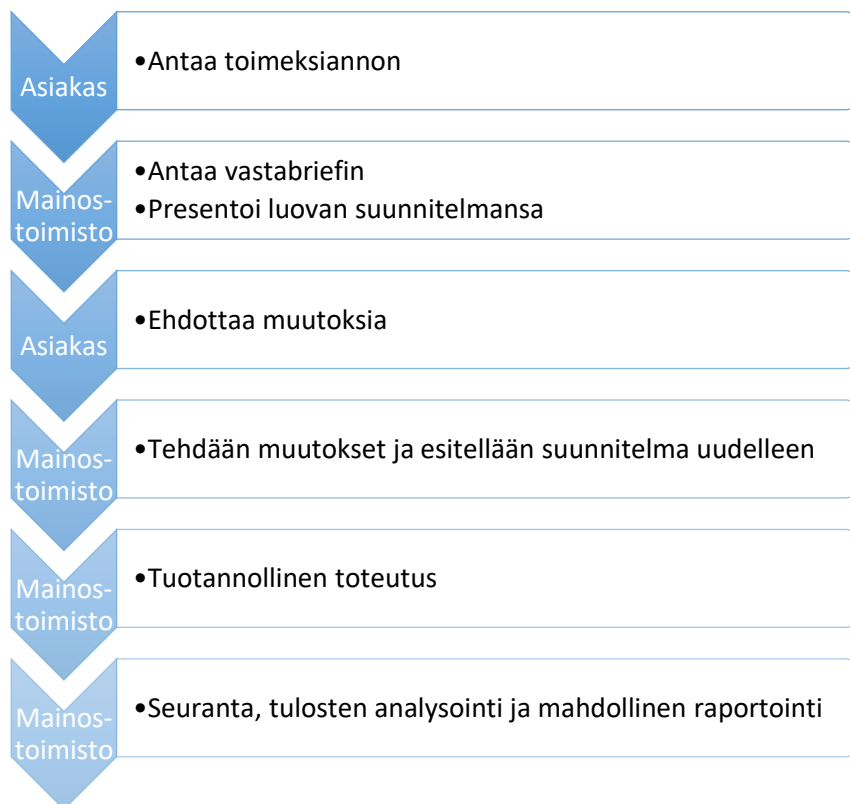 Asiakas
•Antaa toimeksiannon
Mainos-
toimisto
•Antaa vastabriefin
•Presentoi luovan suunnitelmansa
Asiakas
•Ehdottaa muutoksia
Mainos-
toimisto
•Tehdään muutokset ja esitellään suunnitelma uudelleen
Mainos-
toimisto
•Tuotannollinen toteutus
Mainos-
toimisto
•Seuranta, tulosten analysointi ja mahdollinen raportointi